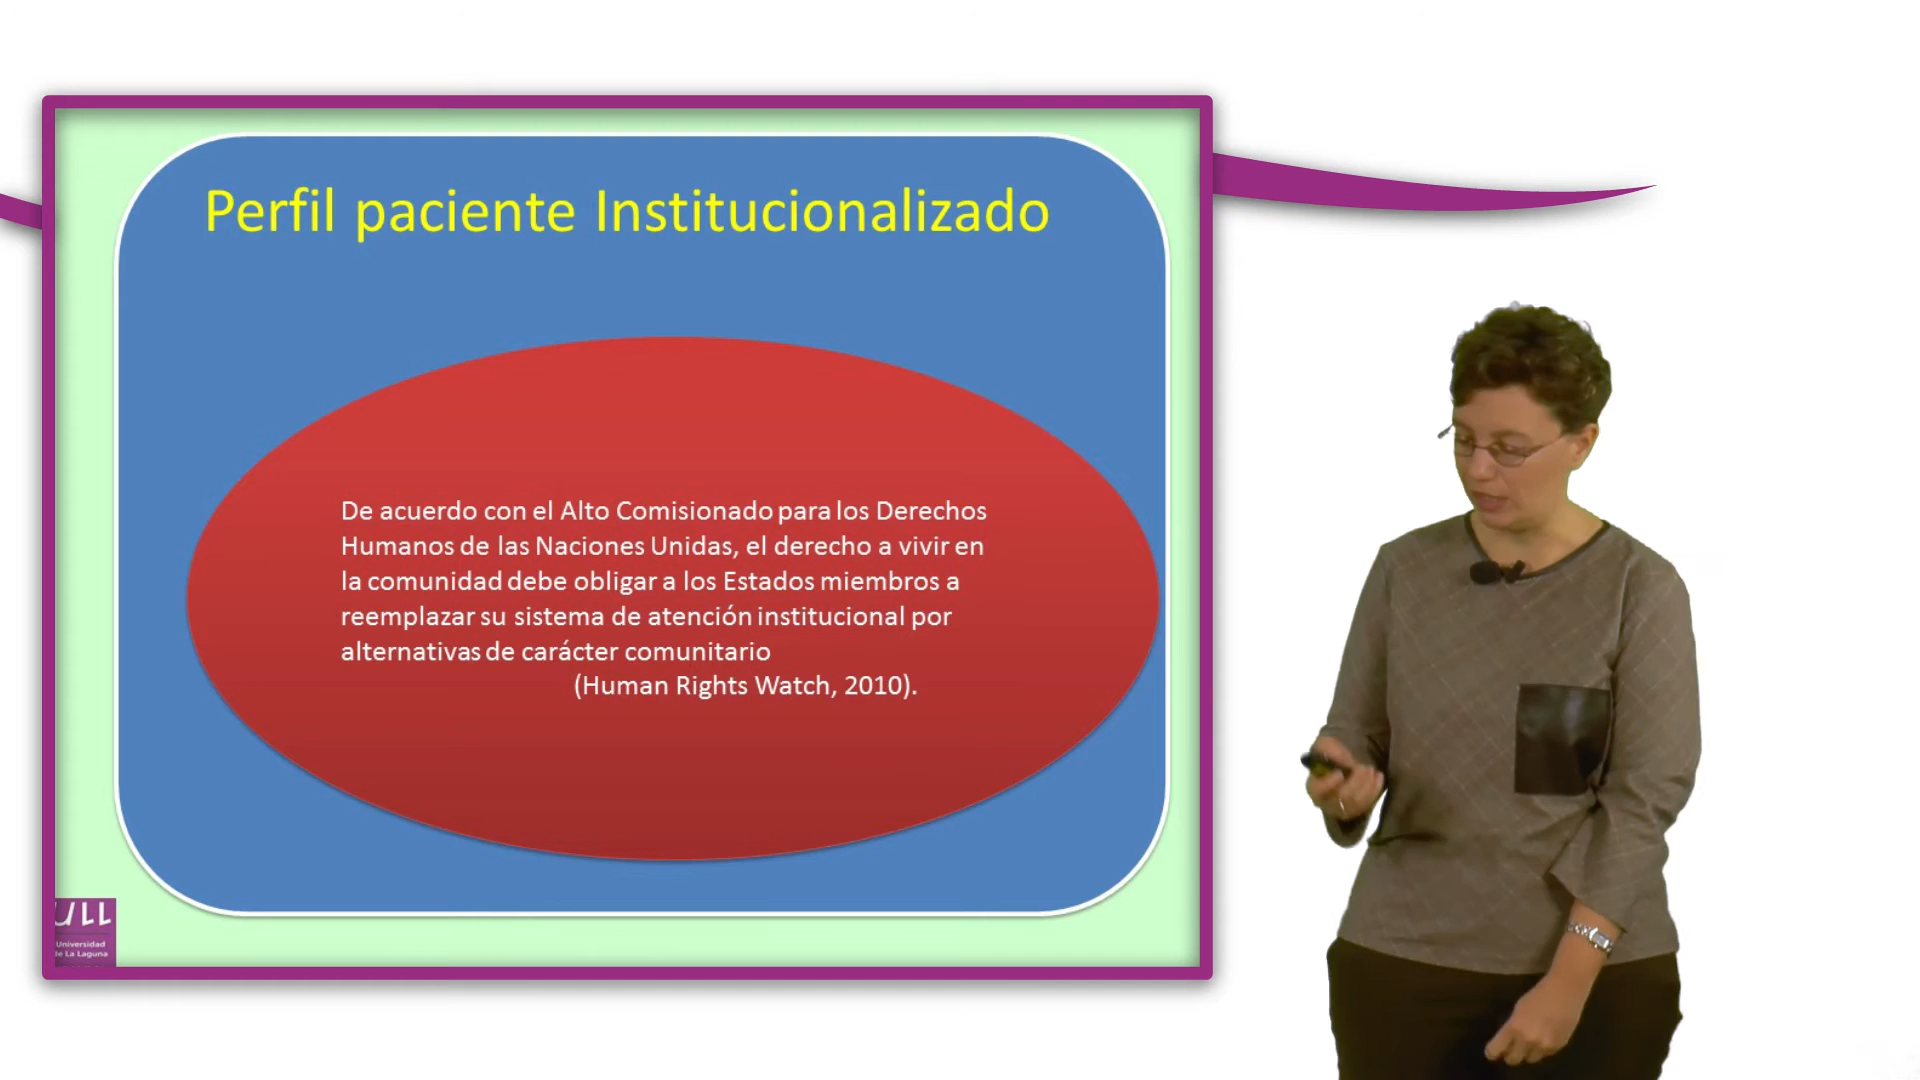 Perfil paciente Institucionalizado
De acuerdo con el Alto Comisionado para los Derechos
Humanos de las Naciones Unidas, el derecho a vivir en
la comunidad debe obligar a los Estados miembros a
reemplazar su sistema de atención institucional por
alternativas de carácter comunitario
(Human Rights Watch, 2010).
ULL
Universidad
de La Laguna